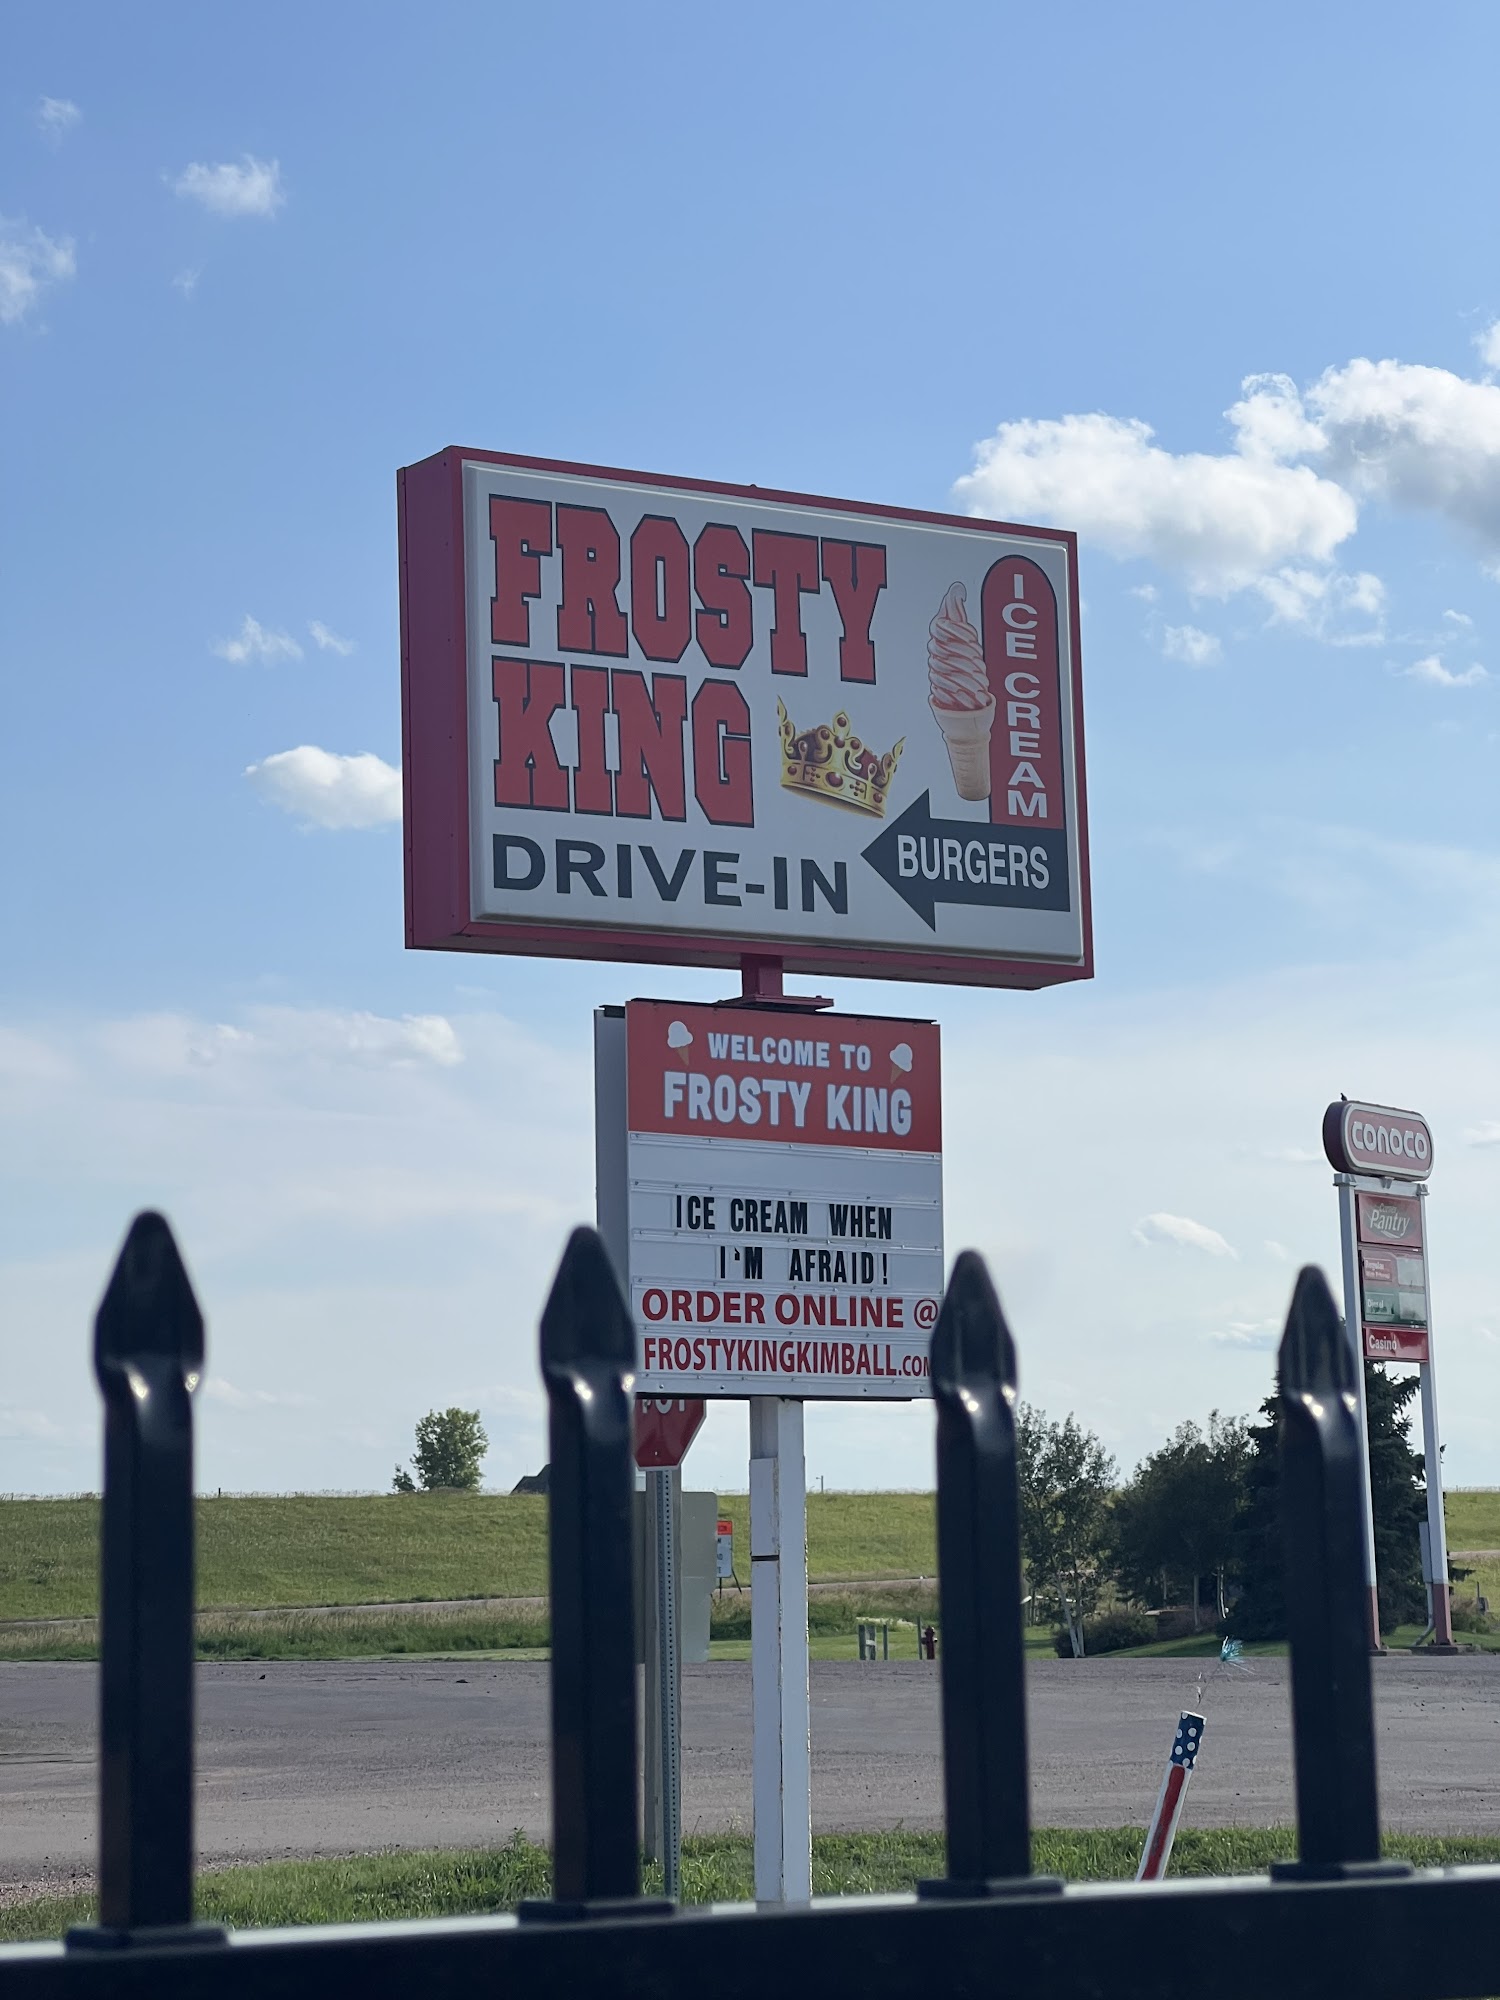 FROSTY
KING
DRIVE-IN
ICE CREAM
BURGERS
WELCOME TO
FROSTY KING
ICE CREAM WHEN
I'M AFRAID!
ORDER ONLINE @
FROSTYKINGKIMBALL.COM
CONOCO
Pantry
Casino